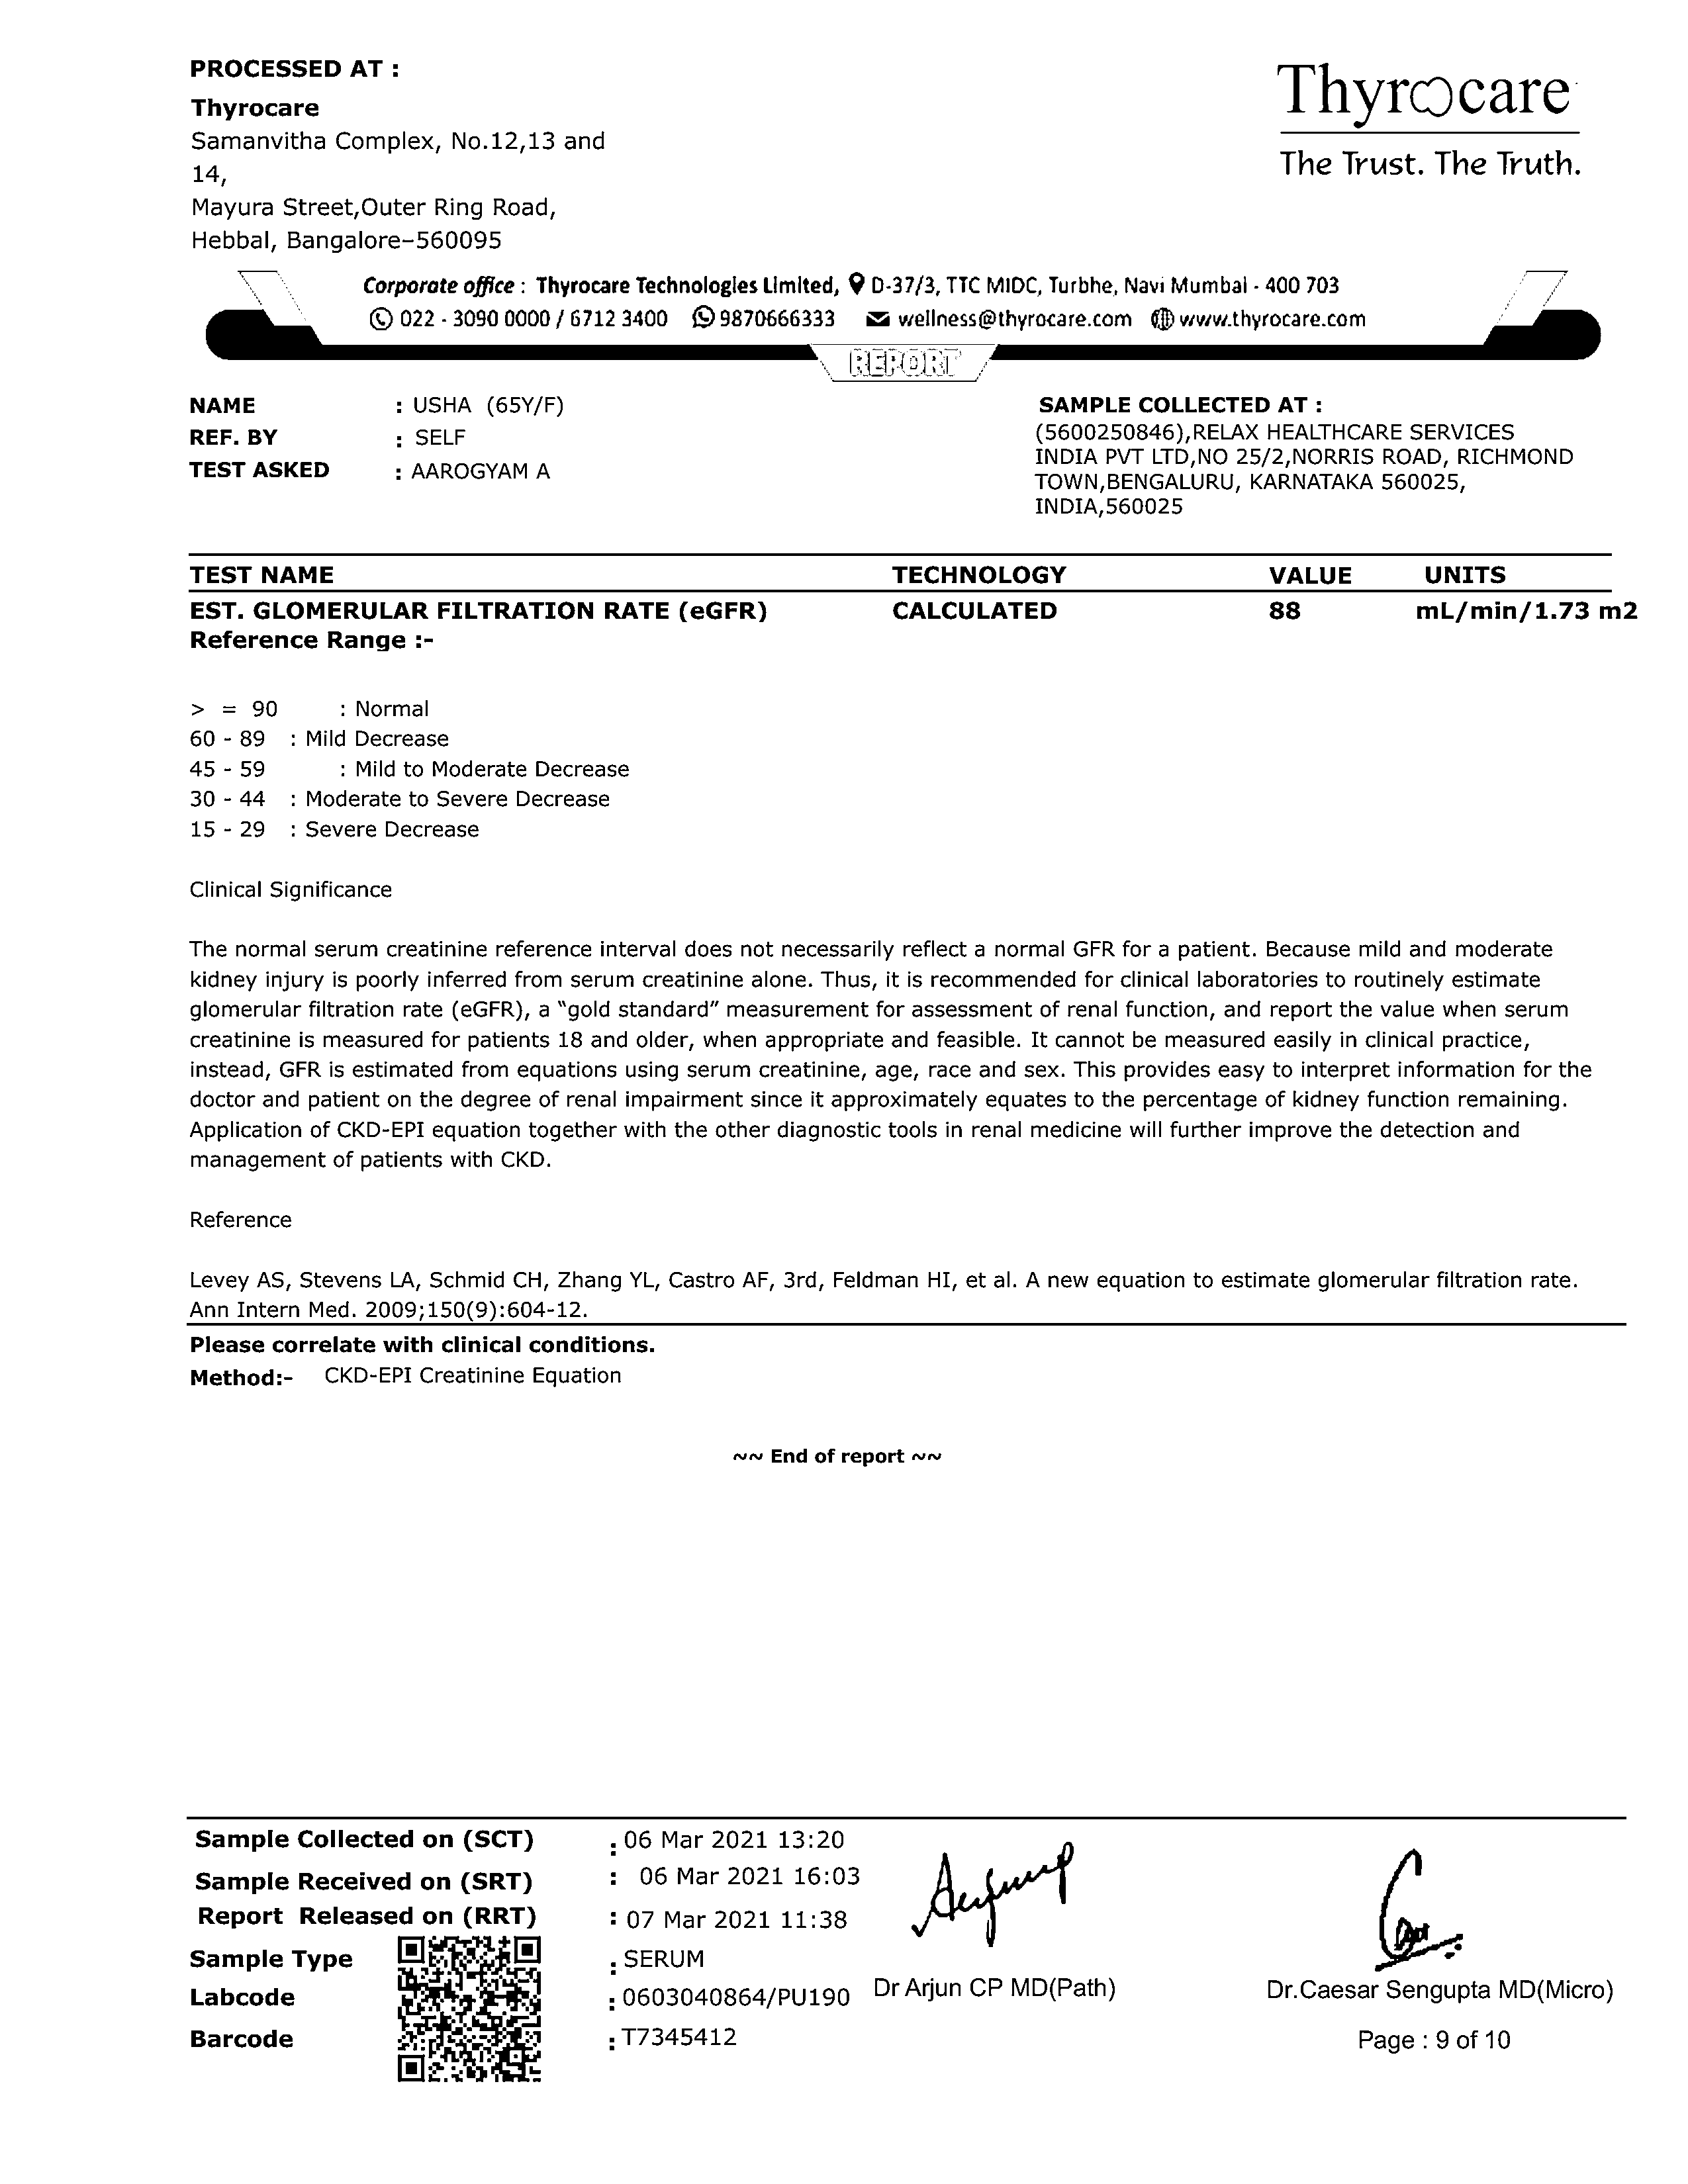 PROCESSED AT :
Thyrocare
Samanvitha Complex, No.12,13 and
14,
Mayura Street,Outer Ring Road,
Hebbal, Bangalore-560095
Thyrocare
The Trust. The Truth.
Corporate office : Thyrocare Technologies Limited, D-37/3, TTC MIDC, Turbhe, Navi Mumbai - 400 703
022 - 3090 0000 / 6712 3400 9870666333 wellness@thyrocare.com www.thyrocare.com
REPORT
NAME : USHA (65Y/F)
REF. BY : SELF
TEST ASKED : AAROGYAM A
SAMPLE COLLECTED AT :
(5600250846),RELAX HEALTHCARE SERVICES
INDIA PVT LTD,NO 25/2,NORRIS ROAD, RICHMOND
TOWN,BENGALURU, KARNATAKA 560025,
INDIA,560025
TEST NAME TECHNOLOGY VALUE UNITS
EST. GLOMERULAR FILTRATION RATE (eGFR) CALCULATED 88 mL/min/1.73 m2
Reference Range :-
> = 90 : Normal
60 - 89 : Mild Decrease
45 - 59 : Mild to Moderate Decrease
30 - 44 : Moderate to Severe Decrease
15 - 29 : Severe Decrease
Clinical Significance
The normal serum creatinine reference interval does not necessarily reflect a normal GFR for a patient. Because mild and moderate
kidney injury is poorly inferred from serum creatinine alone. Thus, it is recommended for clinical laboratories to routinely estimate
glomerular filtration rate (eGFR), a “gold standard” measurement for assessment of renal function, and report the value when serum
creatinine is measured for patients 18 and older, when appropriate and feasible. It cannot be measured easily in clinical practice,
instead, GFR is estimated from equations using serum creatinine, age, race and sex. This provides easy to interpret information for the
doctor and patient on the degree of renal impairment since it approximately equates to the percentage of kidney function remaining.
Application of CKD-EPI equation together with the other diagnostic tools in renal medicine will further improve the detection and
management of patients with CKD.
Reference
Levey AS, Stevens LA, Schmid CH, Zhang YL, Castro AF, 3rd, Feldman HI, et al. A new equation to estimate glomerular filtration rate.
Ann Intern Med. 2009;150(9):604-12.
Please correlate with clinical conditions.
Method:- CKD-EPI Creatinine Equation
~~ End of report ~~
Sample Collected on (SCT) : 06 Mar 2021 13:20
Sample Received on (SRT) : 06 Mar 2021 16:03
Report Released on (RRT) : 07 Mar 2021 11:38
Sample Type : SERUM
Labcode : 0603040864/PU190
Barcode : T7345412
Dr Arjun CP MD(Path)
Dr.Caesar Sengupta MD(Micro)
Page : 9 of 10